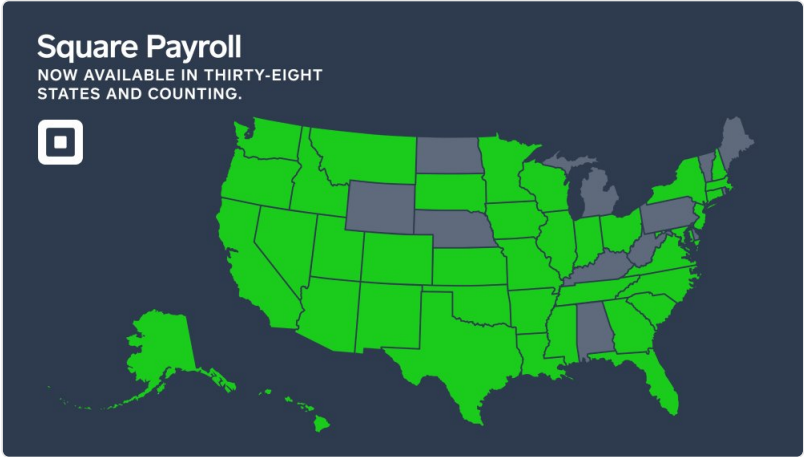 Square Payroll
NOW AVAILABLE IN THIRTY-EIGHT
STATES AND COUNTING.